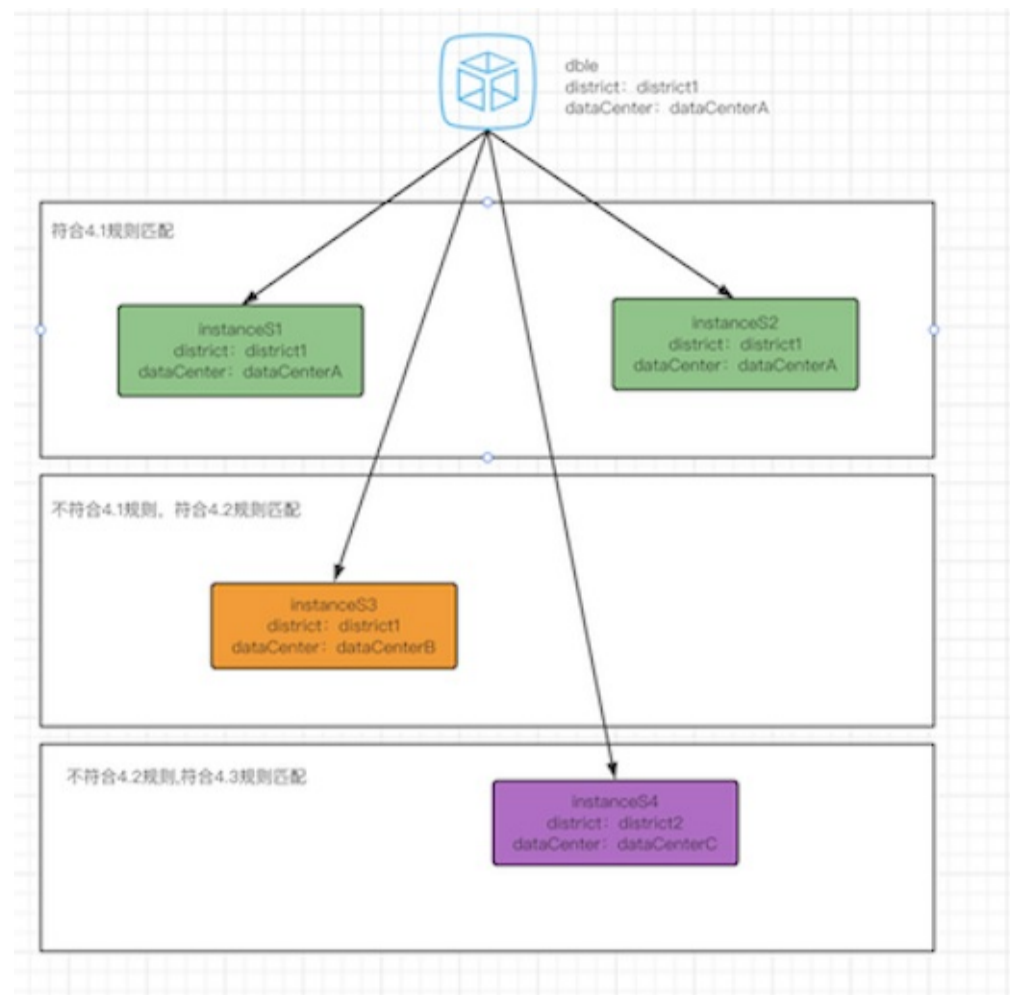 dble
district：district1
dataCenter：dataCenterA
符合4.1规则匹配
instanceS1
district：district1
dataCenter：dataCenterA
instanceS2
district：district1
dataCenter：dataCenterA
不符合4.1规则，符合4.2规则匹配
instanceS3
district：district1
dataCenter：dataCenterB
不符合4.2规则,符合4.3规则匹配
instanceS4
district：district2
dataCenter：dataCenterC